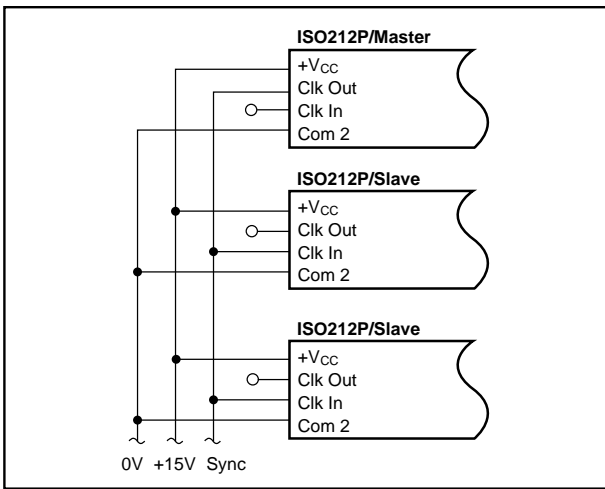 ISO212P/Master
+VCC
Clk Out
Clk In
Com 2
ISO212P/Slave
+VCC
Clk Out
Clk In
Com 2
ISO212P/Slave
+VCC
Clk Out
Clk In
Com 2
0V +15V Sync